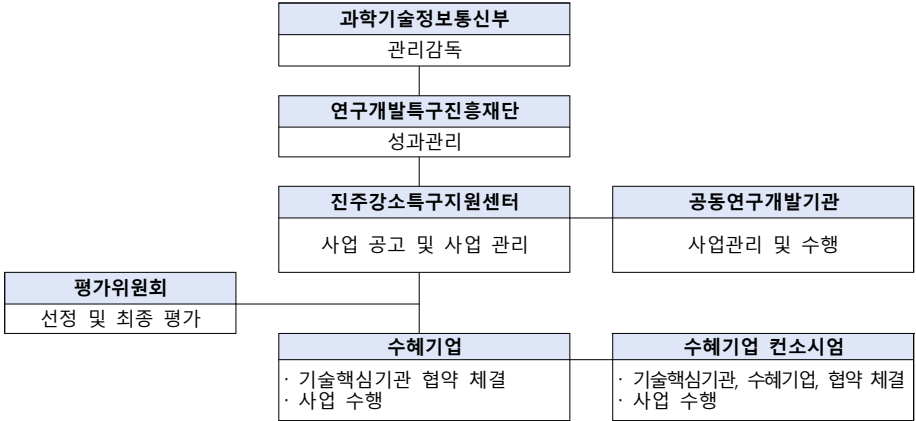 과학기술정보통신부
관리감독
연구개발특구진흥재단
성과관리
진주강소특구지원센터
사업 공고 및 사업 관리
공동연구개발기관
사업관리 및 수행
평가위원회
선정 및 최종 평가
수혜기업
· 기술핵심기관 협약 체결
· 사업 수행
수혜기업 컨소시엄
· 기술핵심기관, 수혜기업, 협약 체결
· 사업 수행